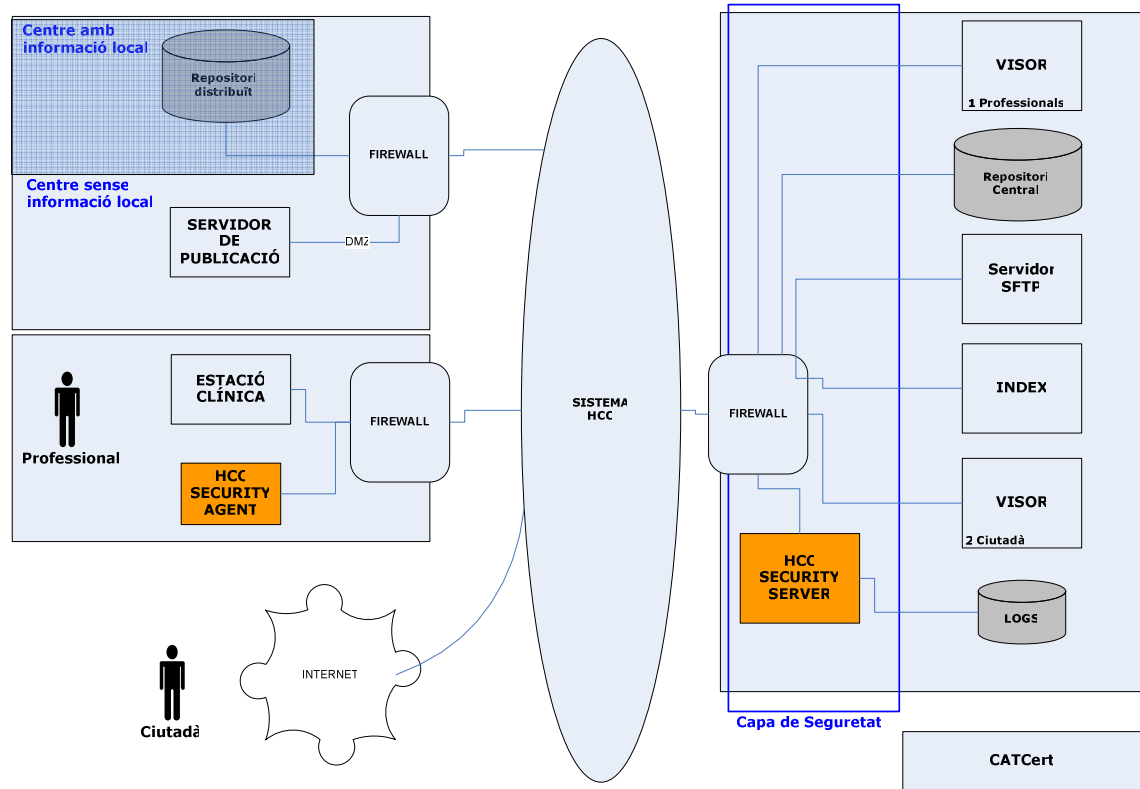 Centre amb
informació local
Repositori
distribuït
FIREWALL
Centre sense
informació local
SERVIDOR
DE
PUBLICACIÓ
DMZ
ESTACIÓ
CLÍNICA
FIREWALL
Professional
HCC
SECURITY
AGENT
INTERNET
Ciutadà
SISTEMA
HCC
VISOR
1 Professionals
Repositori
Central
Servidor
SFTP
INDEX
FIREWALL
VISOR
2 Ciutadà
HCC
SECURITY
SERVER
LOGS
Capa de Seguretat
CATCert